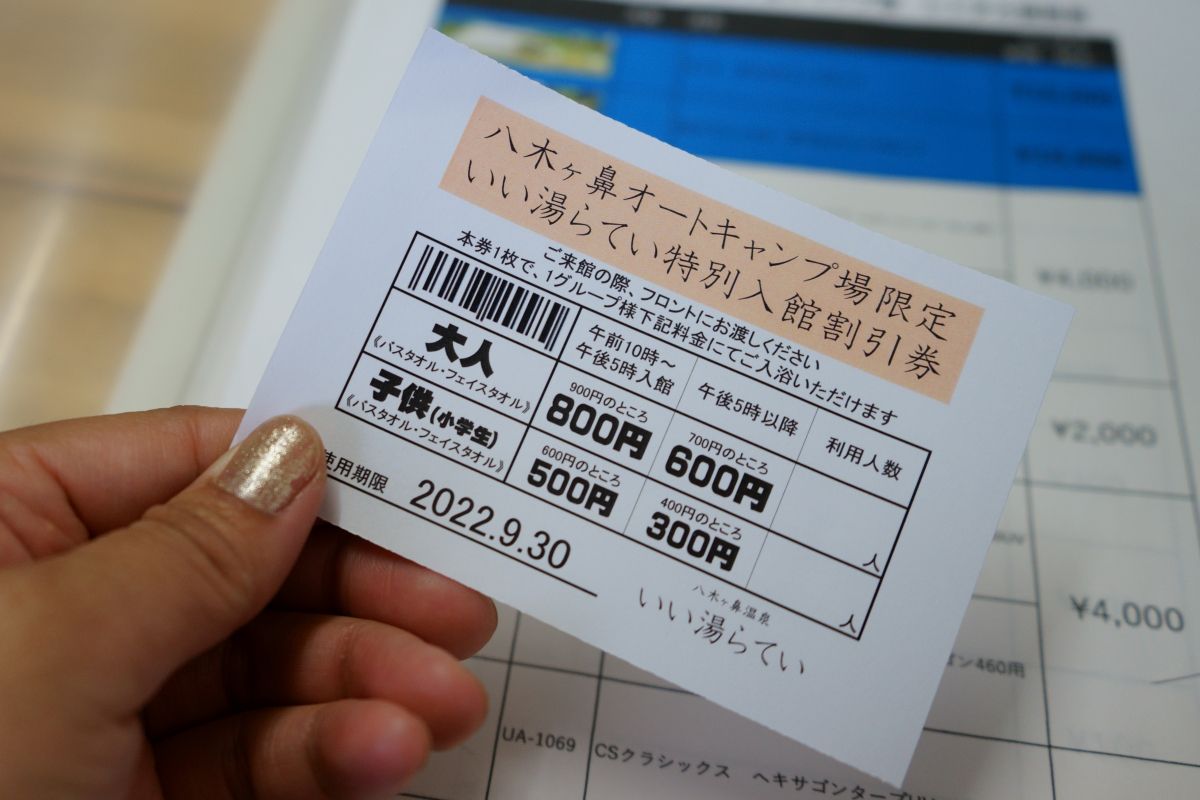 八木ヶ鼻オートキャンプ場限定
いい湯らてい特別入館割引券
ご来館の際、フロントにお渡しください
本券1枚で、1グループ様下記料金にてご入浴いただけます
午前10時〜
午後5時入館
午後5時以降
利用人数
大人
《バスタオル・フェイスタオル》
900円のところ
800円
700円のところ
600円
人
子供(小学生)
《バスタオル・フェイスタオル》
600円のところ
500円
400円のところ
300円
人
使用期限 2022.9.30
八木ヶ鼻温泉
いい湯らてい
¥4,000
¥2,000
¥4,000
ゴン460用
UA-1069
CSクラシックス ヘキサゴンタープ